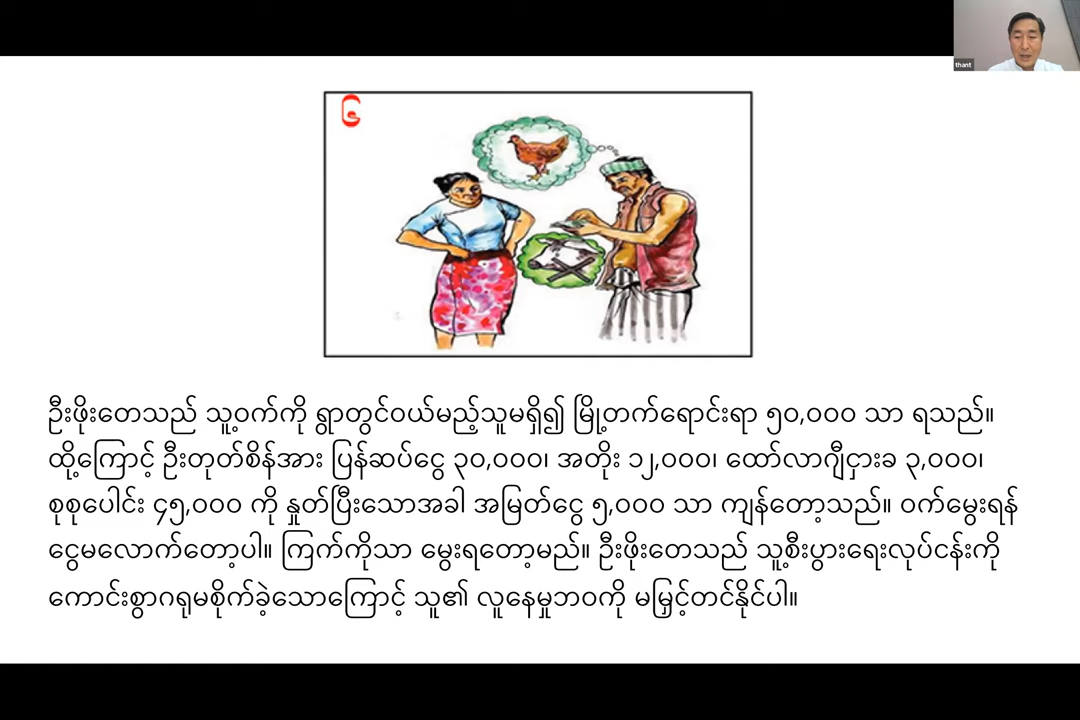 thant
၉
ဦးဖိုးတေသည် သူ့ဝက်ကို ရွာတွင်ဝယ်မည့်သူမရှိ၍ မြို့တက်ရောင်းရာ ၅၀,၀၀၀ သာ ရသည်။
ထို့ကြောင့် ဦးတုတ်စိန်အား ပြန်ဆပ်ငွေ ၃၀,၀၀၀၊ အတိုး ၁၂,၀၀၀၊ ထော်လာဂျီငှားခ ၃,၀၀၀၊
စုစုပေါင်း ၄၅,၀၀၀ ကို နှုတ်ပြီးသောအခါ အမြတ်ငွေ ၅,၀၀၀ သာ ကျန်တော့သည်။ ဝက်မွေးရန်
ငွေမလောက်တော့ပါ။ ကြက်ကိုသာ မွေးရတော့မည်။ ဦးဖိုးတေသည် သူ့စီးပွားရေးလုပ်ငန်းကို
ကောင်းစွာဂရုမစိုက်ခဲ့သောကြောင့် သူ၏ လူနေမှုဘဝကို မမြှင့်တင်နိုင်ပါ။